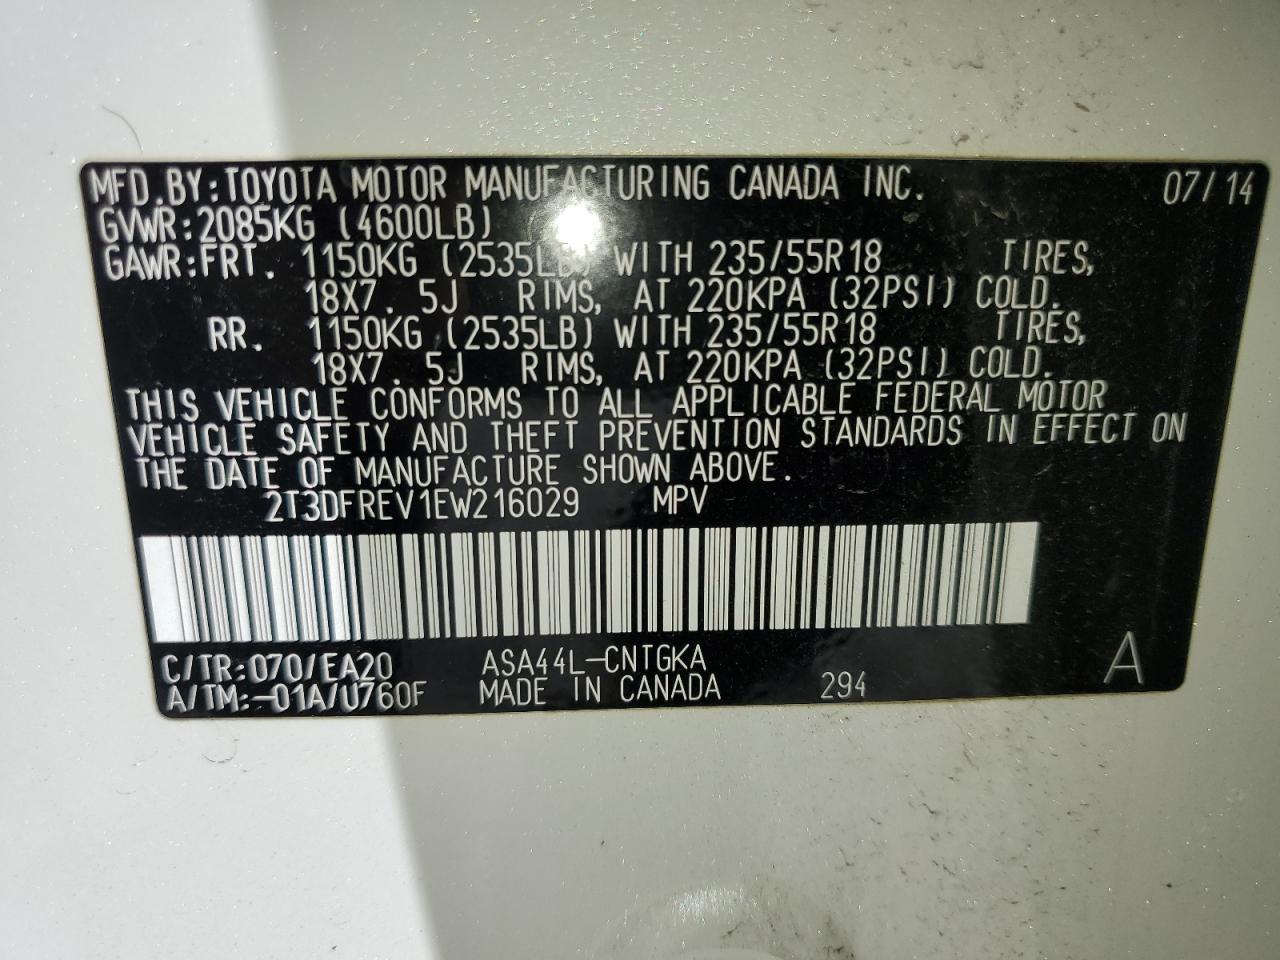 MFD.BY:TOYOTA MOTOR MANUFACTURING CANADA INC. 07/14
GVWR:2085KG (4600LB)
GAWR:FRT. 1150KG (2535LB) WITH 235/55R18 TIRES,
18X7.5J RIMS, AT 220KPA (32PSI) COLD.
RR. 1150KG (2535LB) WITH 235/55R18 TIRES,
18X7.5J RIMS, AT 220KPA (32PSI) COLD.
THIS VEHICLE CONFORMS TO ALL APPLICABLE FEDERAL MOTOR
VEHICLE SAFETY AND THEFT PREVENTION STANDARDS IN EFFECT ON
THE DATE OF MANUFACTURE SHOWN ABOVE.
2T3DFREV1EW216029 MPV
C/TR:070/EA20 ASA44L-CNTGKA A
A/TM:-01A/U760F MADE IN CANADA 294